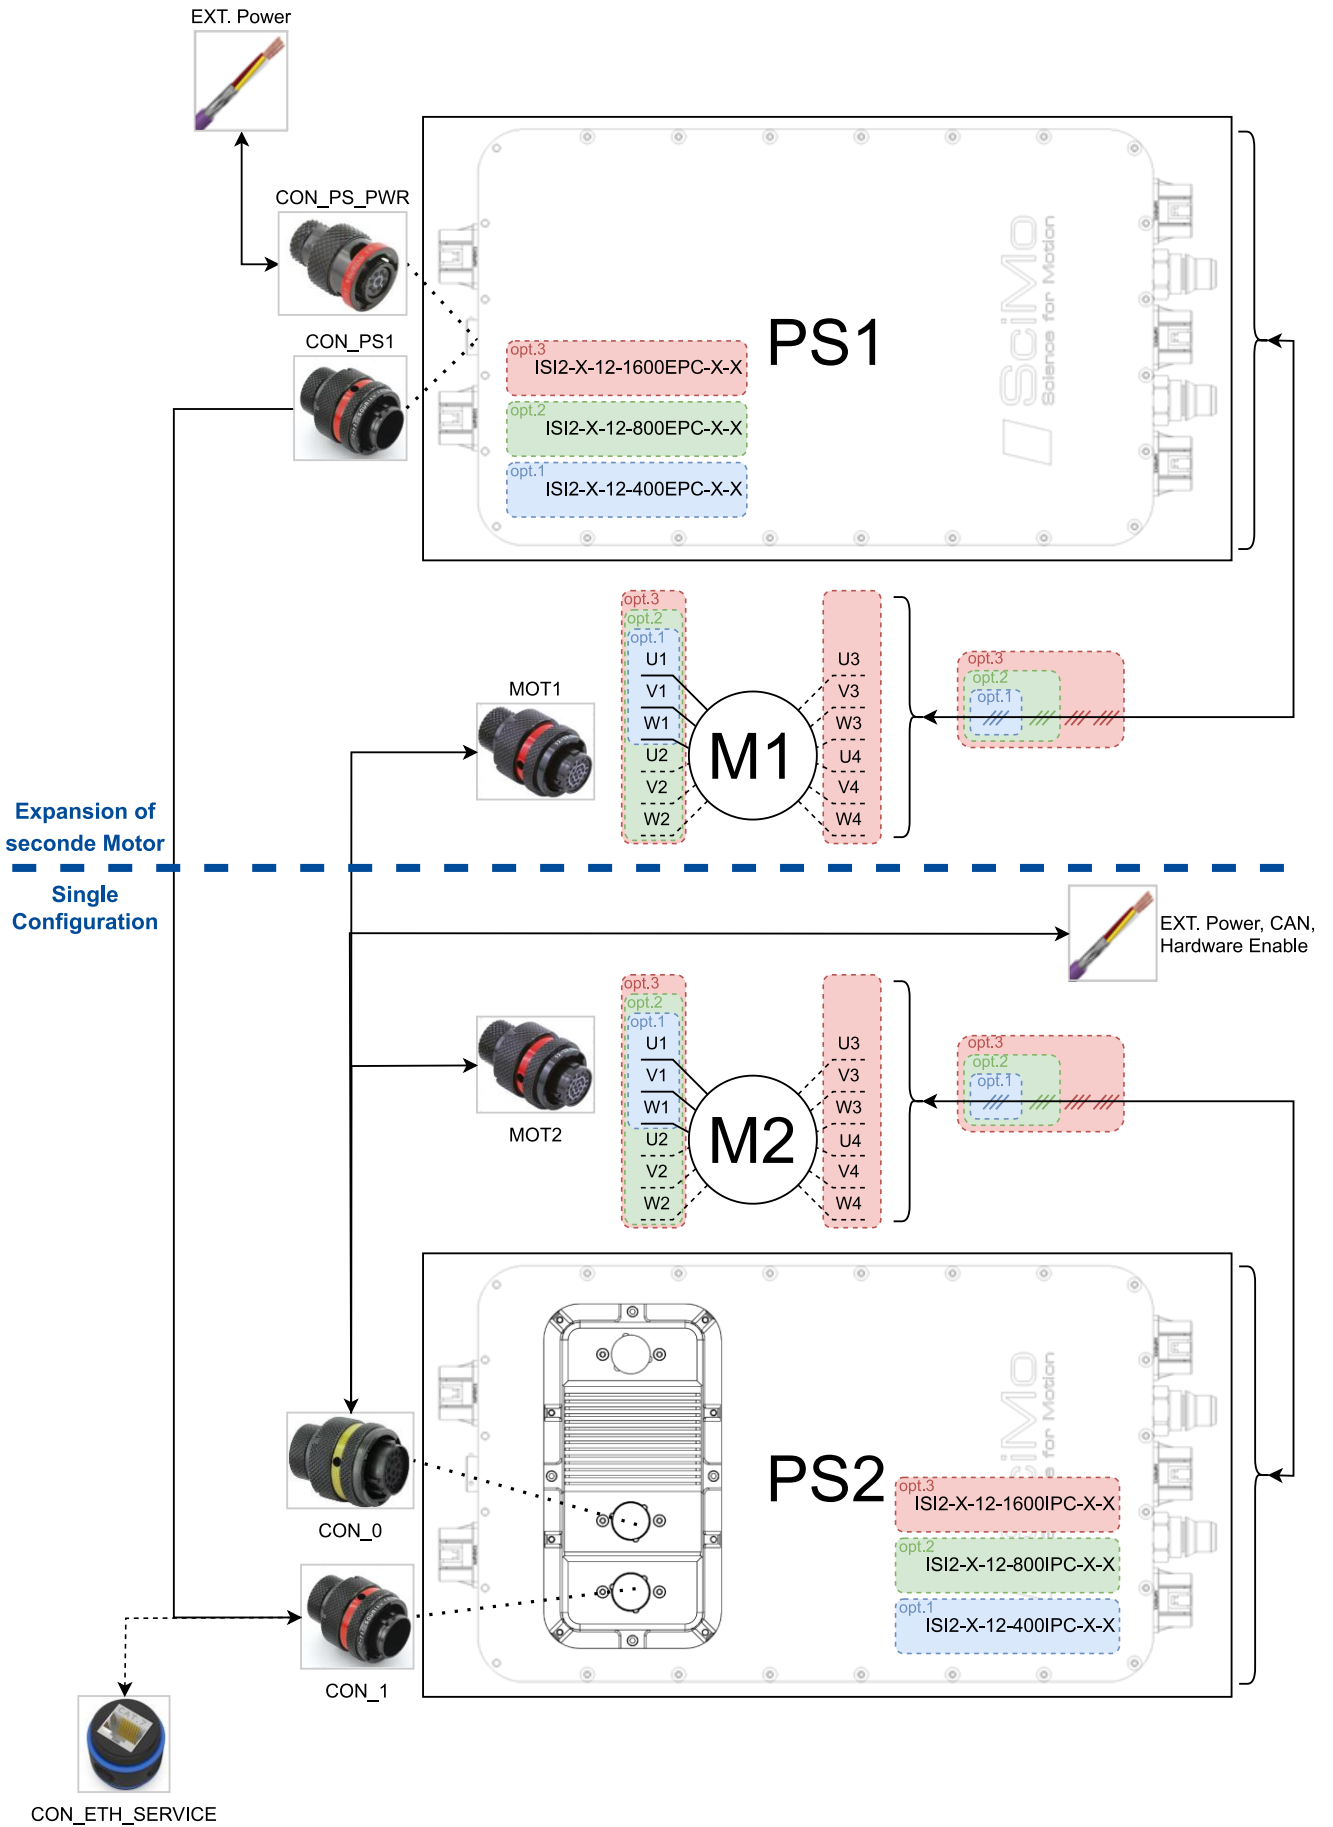 EXT. Power
CON_PS_PWR
CON_PS1
PS1
SciMo
Science for Motion
opt.3
ISI2-X-12-1600EPC-X-X
opt.2
ISI2-X-12-800EPC-X-X
opt.1
ISI2-X-12-400EPC-X-X
MOT1
opt.3
opt.2
opt.1
U1
V1
W1
U2
V2
W2
M1
U3
V3
W3
U4
V4
W4
opt.3
opt.2
opt.1
Expansion of
seconde Motor
Single
Configuration
EXT. Power, CAN,
Hardware Enable
MOT2
opt.3
opt.2
opt.1
U1
V1
W1
U2
V2
W2
M2
U3
V3
W3
U4
V4
W4
opt.3
opt.2
opt.1
CON_0
CON_1
PS2
ciMo
e for Motion
opt.3
ISI2-X-12-1600IPC-X-X
opt.2
ISI2-X-12-800IPC-X-X
opt.1
ISI2-X-12-400IPC-X-X
CAT.7
CON_ETH_SERVICE